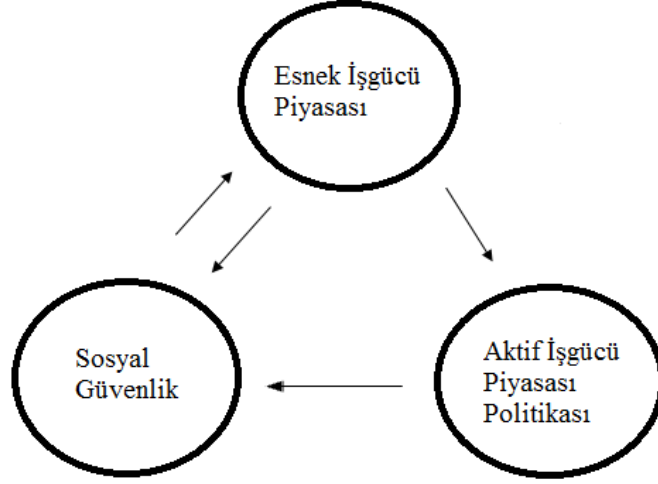 Esnek İşgücü
Piyasası
Sosyal
Güvenlik
Aktif İşgücü
Piyasası
Politikası